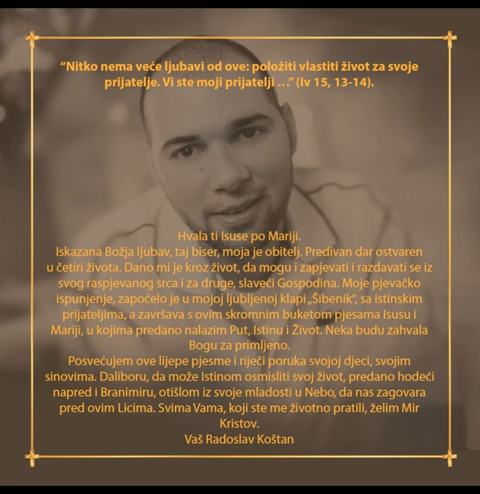 “Nitko nema veće ljubavi od ove: položiti vlastiti život za svoje
prijatelje. Vi ste moji prijatelji …” (Iv 15, 13-14).
Hvala ti Isuse po Mariji.
Iskazana Božja ljubav, taj biser, moja je obitelj. Predivan dar ostvaren
u četiri života. Dano mi je kroz život, da mogu i zapjevati i razdavati se iz
svog raspjevanog srca i za druge, slaveći Gospodina. Moje pjevačko
ispunjenje, započelo je u mojoj ljubljenoj klapi „Šibenik“, sa istinskim
prijateljima, a završava s ovim skromnim buketom pjesama Isusu i
Mariji, u kojima predano nalazim Put, Istinu i Život. Neka budu zahvala
Bogu za primljeno.
Posvećujem ove lijepe pjesme i riječi poruka svojoj djeci, svojim
sinovima. Daliboru, da može Istinom osmisliti svoj život, predano hodeći
naprijed i Branimiru, otišlom iz svoje mladosti u Nebo, da nas zagovara
pred ovim Licima. Svima Vama, koji ste me životno pratili, želim Mir
Kristov.
Vaš Radoslav Koštan